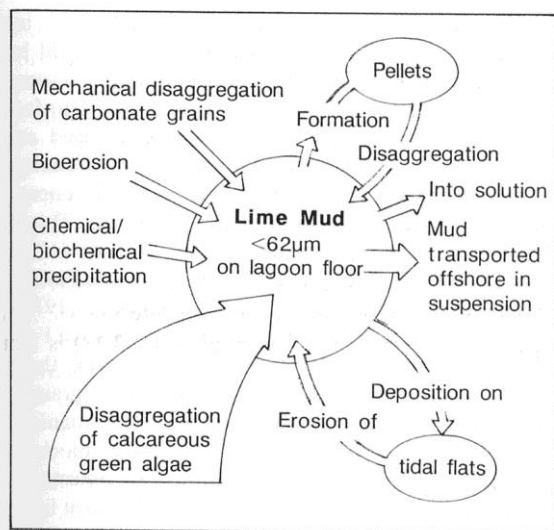 Pellets
Mechanical disaggregation
of carbonate grains
Formation
Disaggregation
Bioerosion
Into solution
Lime Mud
<62µm
on lagoon floor
Chemical/
biochemical
precipitation
Mud
transported
offshore in
suspension
Disaggregation
of calcareous
green algae
Erosion of
Deposition on
tidal flats